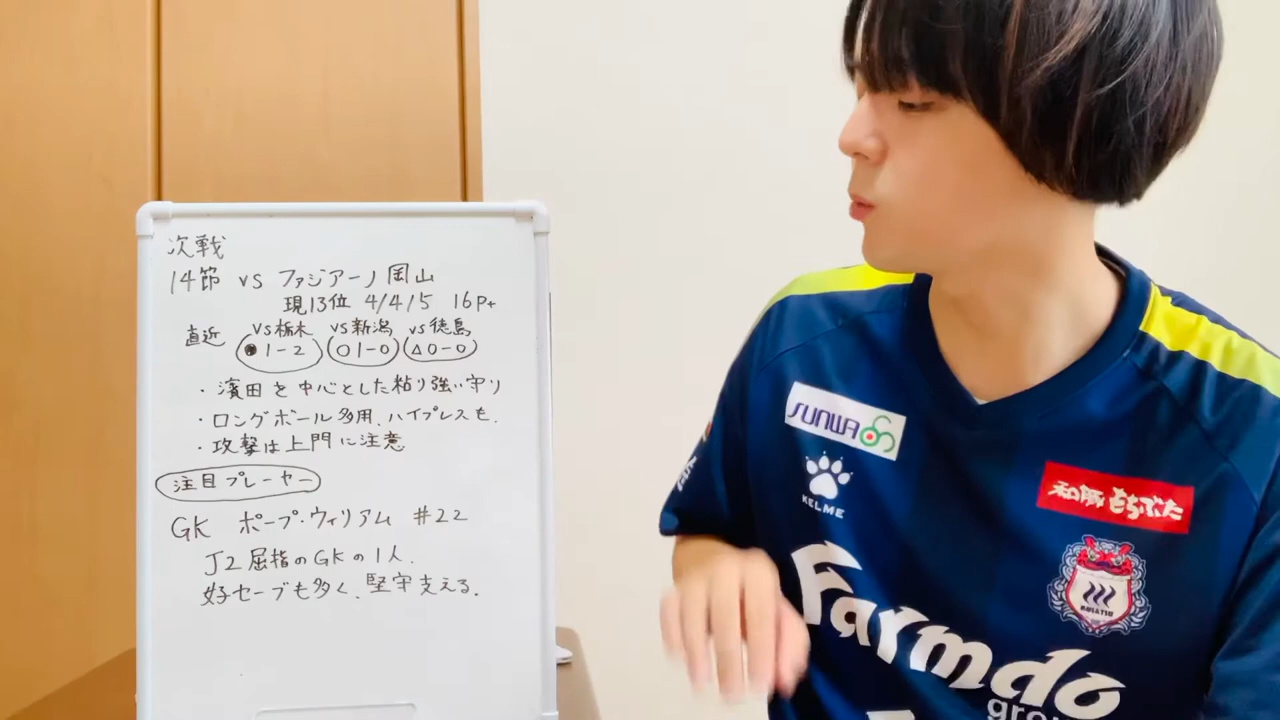 次戦
14節 vs ファジアーノ岡山
現13位 4/4/5 16Pt
直近 vs栃木 vs新潟 vs徳島
●1-2 ○1-0 △0-0
・濱田を中心とした粘り強い守り
・ロングボール多用、ハイプレスも。
・攻撃は上門に注意
注目プレーヤー
GK ポープ・ウィリアム #22
J2屈指のGKの1人。
好セーブも多く、堅守支える。
SUNWA
KELME
和豚もちぶた
KUSATSU
Farmdo
group